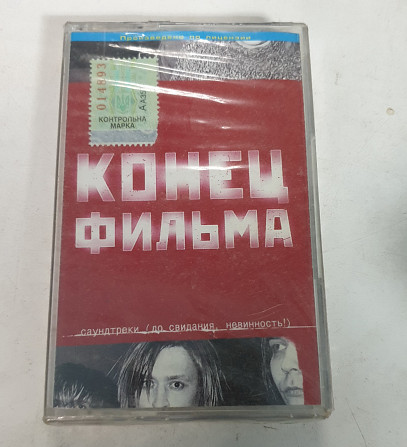 Произведено по лицензии
014893
КОНТРОЛЬНА
МАРКА
КОНЕЦ
ФИЛЬМА
саундтреки (до свидания, невинность!)